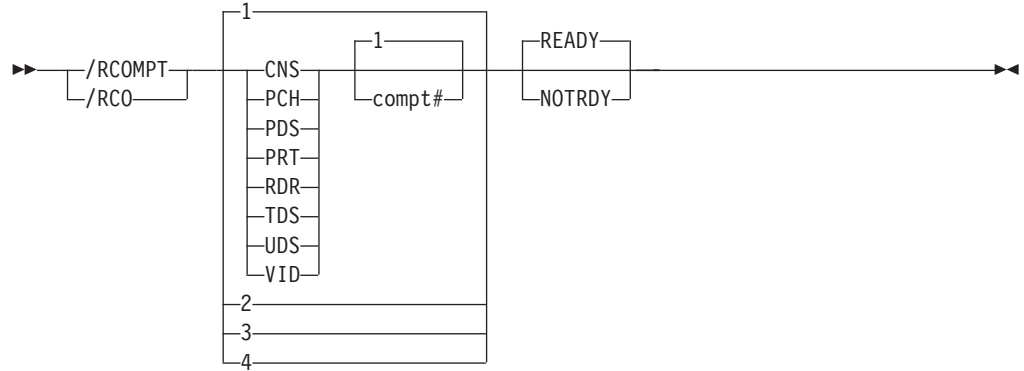 1
1 READY
/RCOMPT CNS
/RCO PCH compt# NOTRDY
PDS
PRT
RDR
TDS
UDS
VID
2
3
4